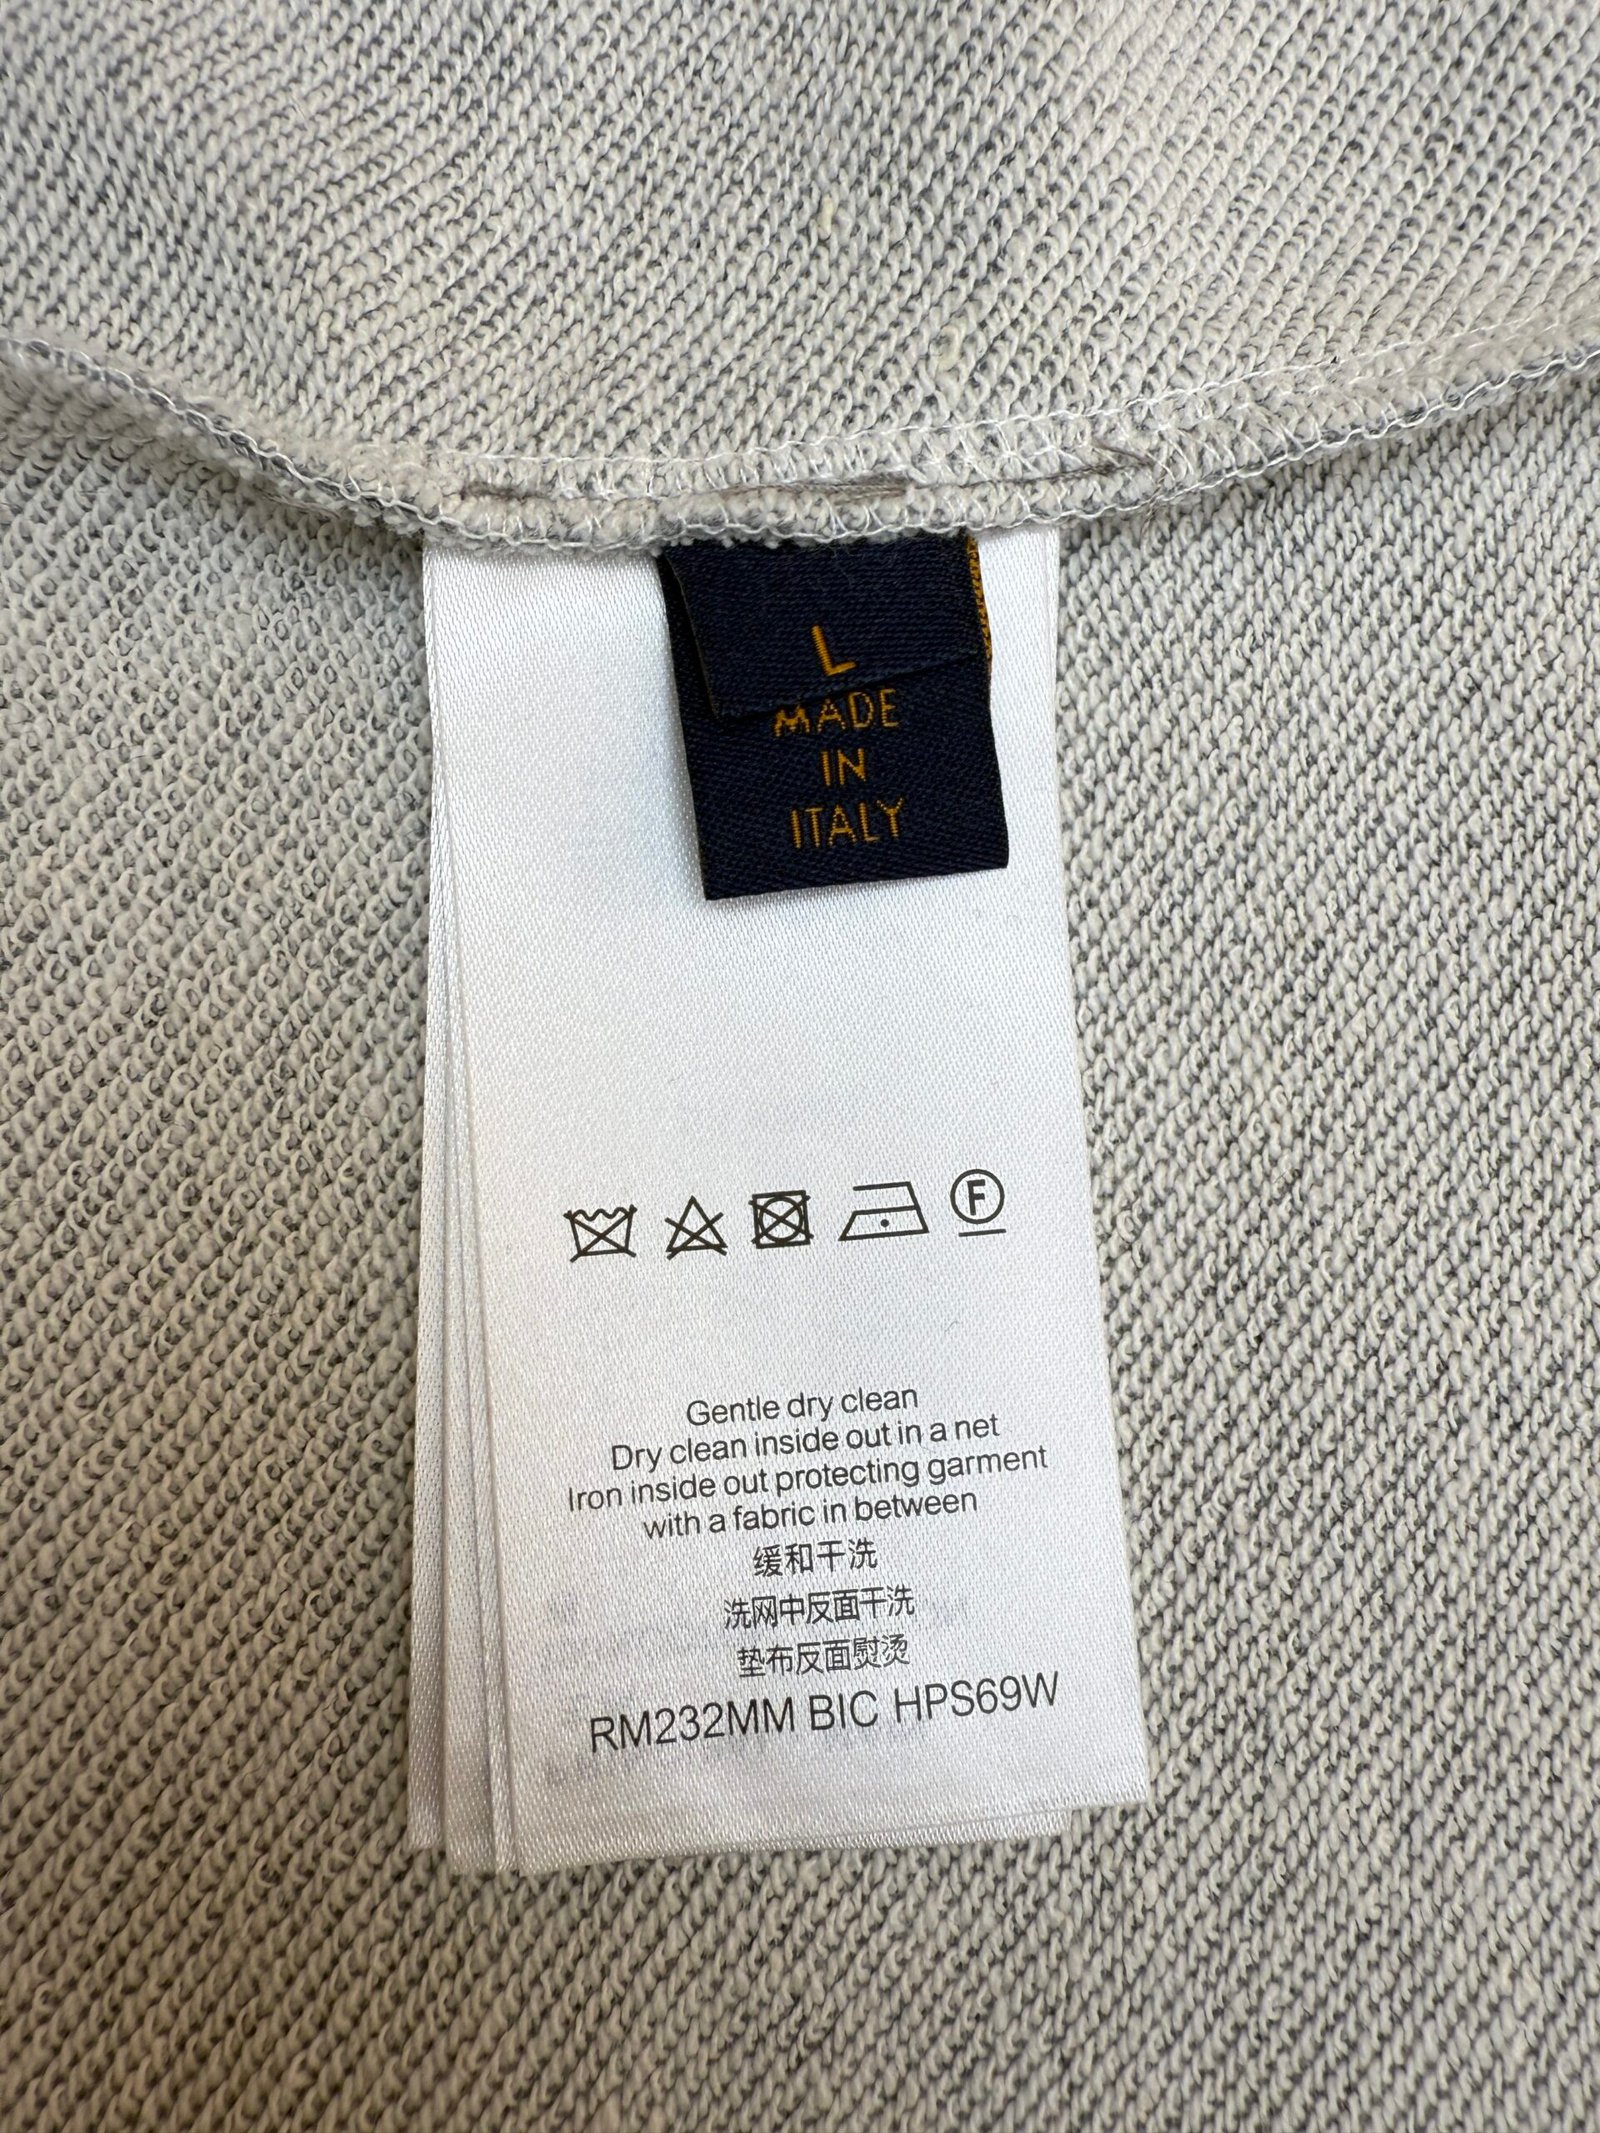 L
MADE
IN
ITALY
F
Gentle dry clean
Dry clean inside out in a net
Iron inside out protecting garment
with a fabric in between
缓和干洗
洗网中反面干洗
垫布反面熨烫
RM232MM BIC HPS69W